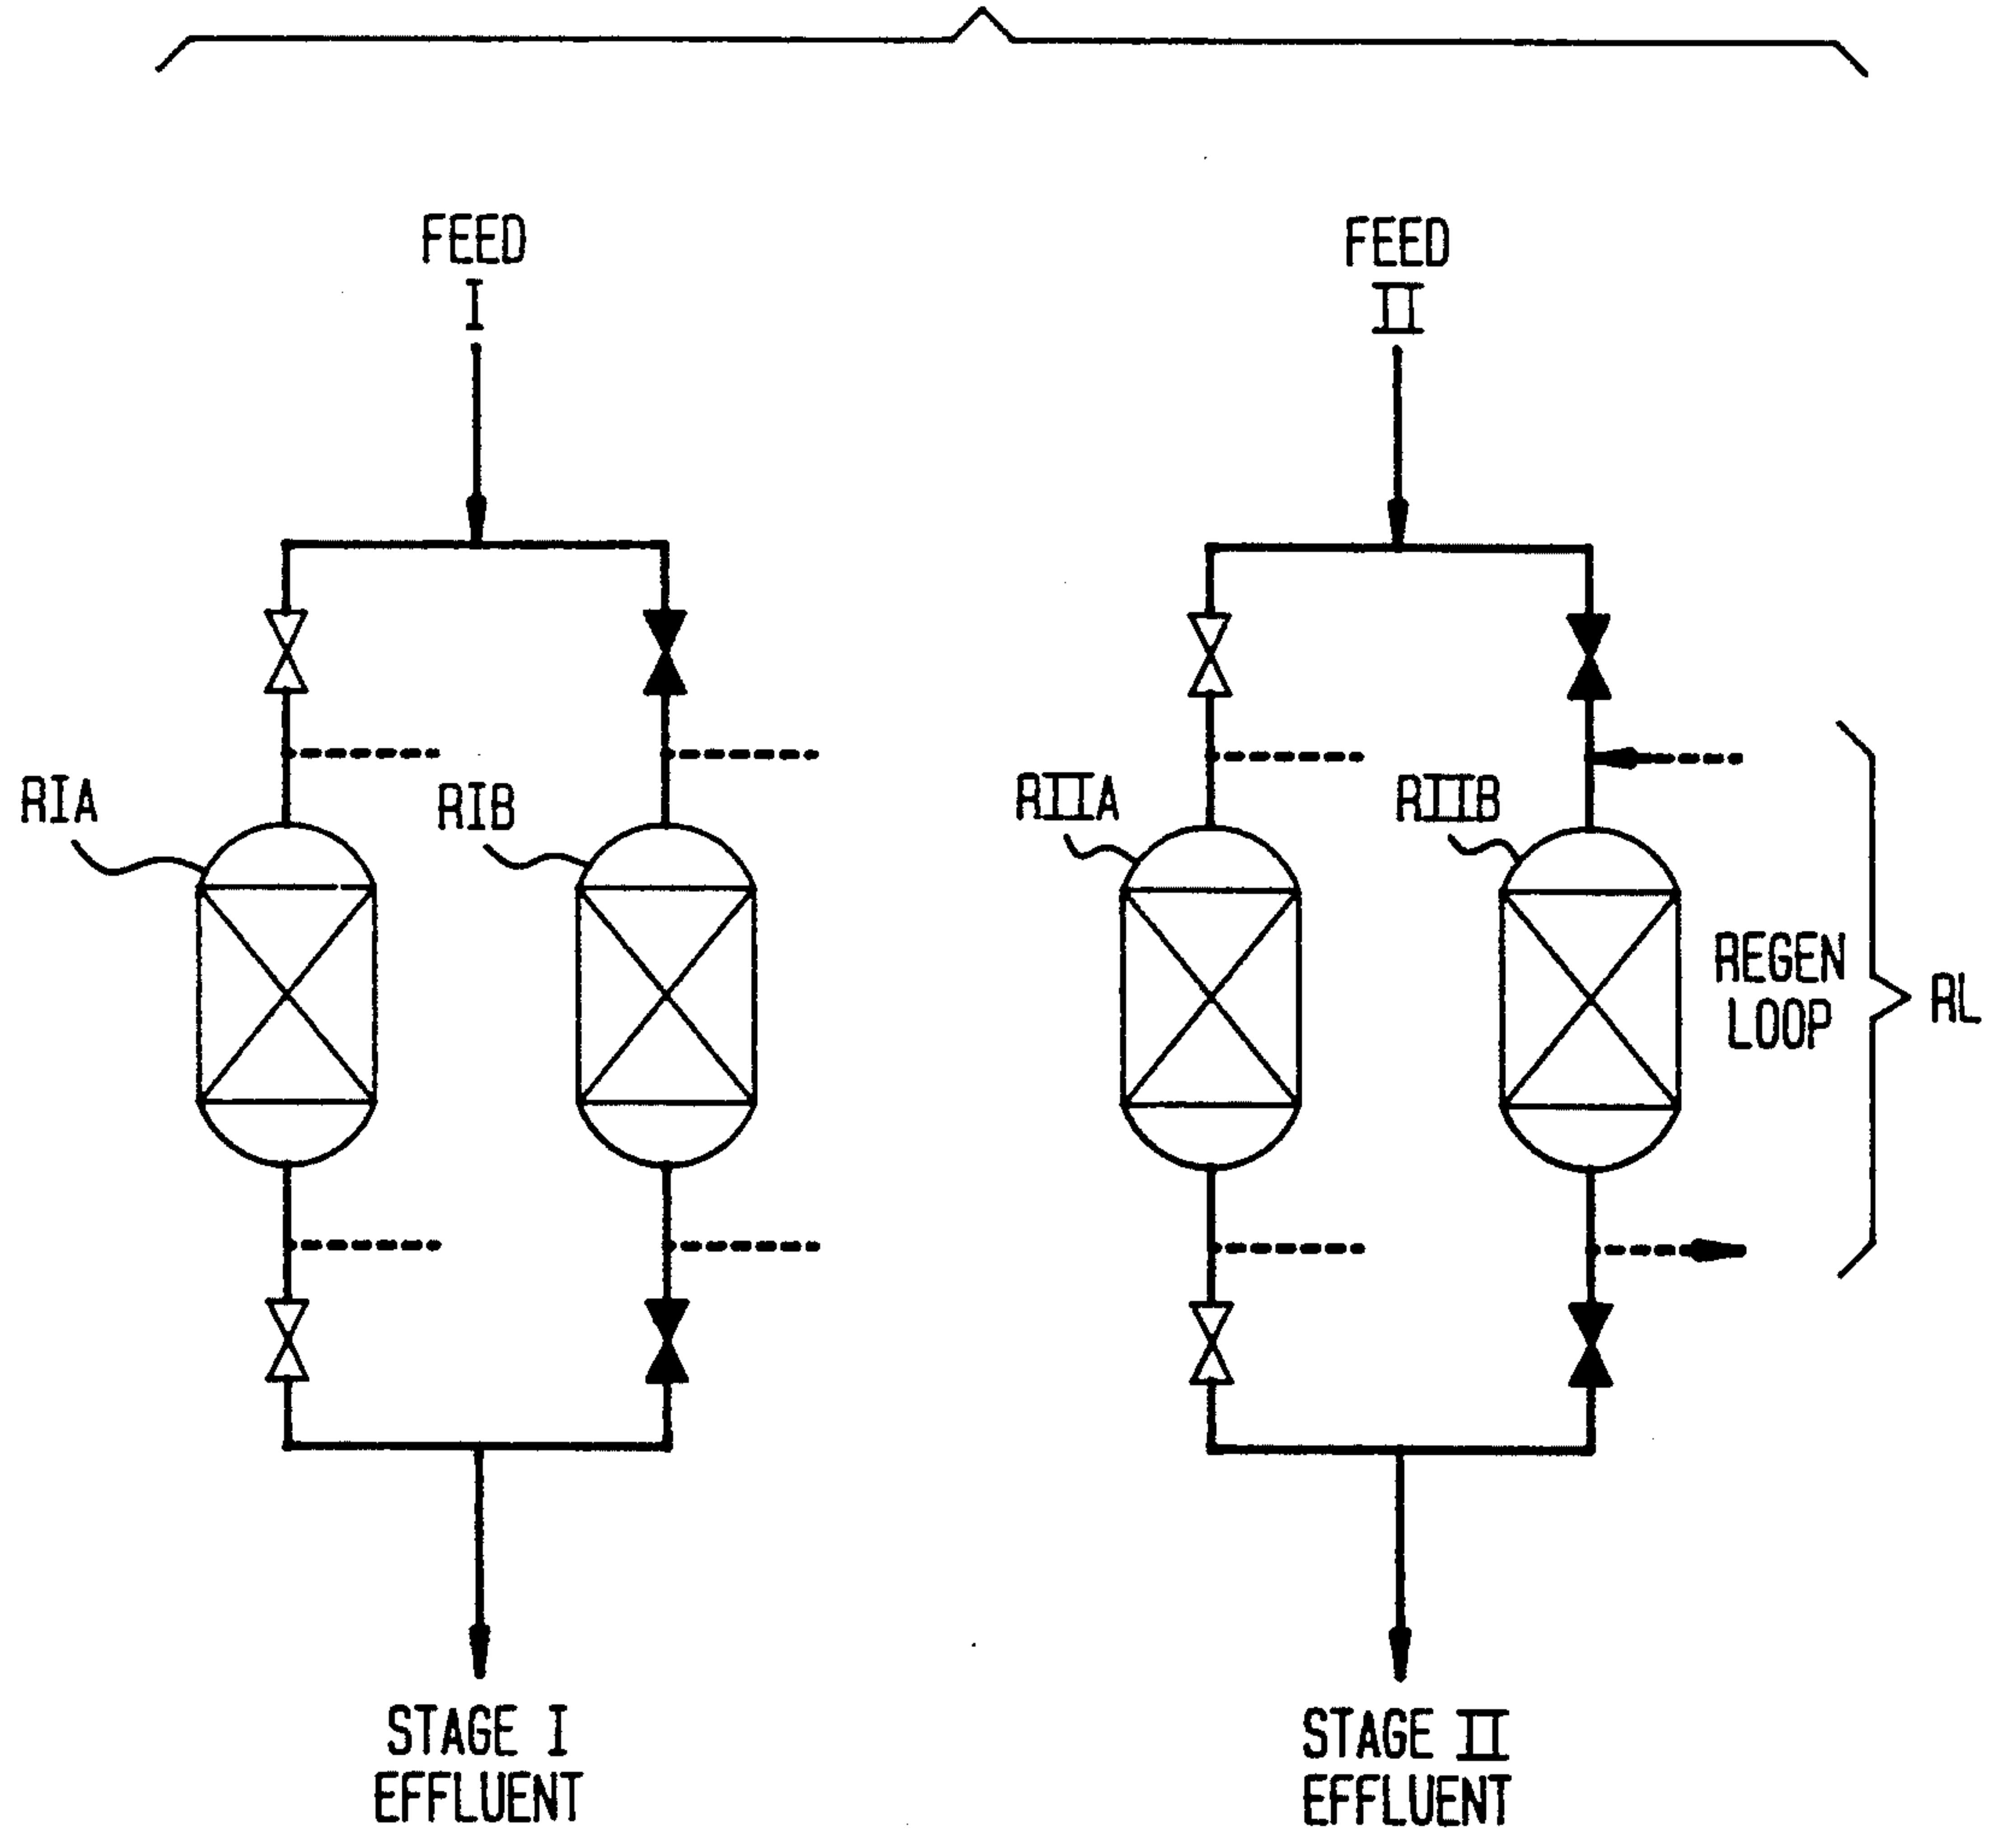 FEED
I
FEED
II
RIA
RIB
RIIA
RIIB
REGEN
LOOP
RL
STAGE I
EFFLUENT
STAGE II
EFFLUENT